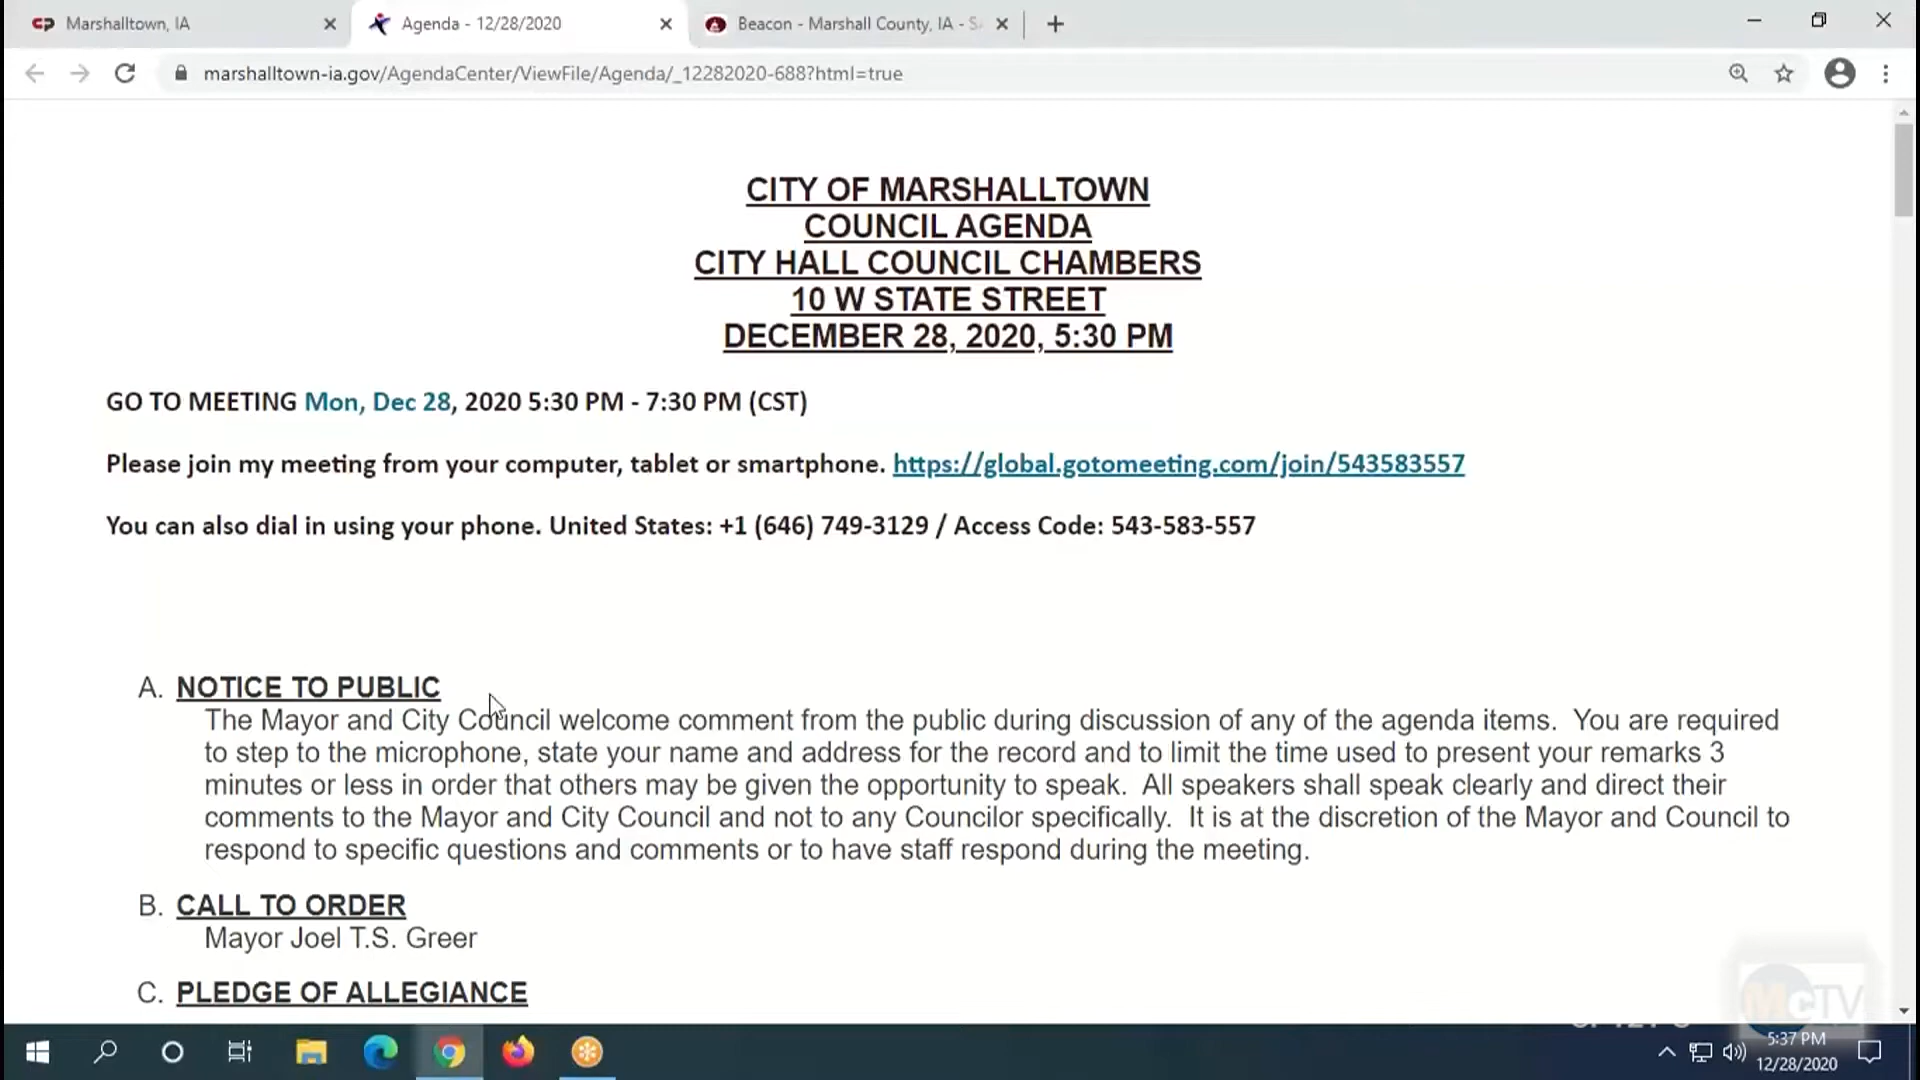 Marshalltown, IA
Agenda - 12/28/2020
Beacon - Marshall County, IA -
marshalltown-ia.gov/AgendaCenter/ViewFile/Agenda/_12282020-688?html=true
CITY OF MARSHALLTOWN
COUNCIL AGENDA
CITY HALL COUNCIL CHAMBERS
10 W STATE STREET
DECEMBER 28, 2020, 5:30 PM
GO TO MEETING Mon, Dec 28, 2020 5:30 PM - 7:30 PM (CST)
Please join my meeting from your computer, tablet or smartphone. https://global.gotomeeting.com/join/543583557
You can also dial in using your phone. United States: +1 (646) 749-3129 / Access Code: 543-583-557
A. NOTICE TO PUBLIC
The Mayor and City Council welcome comment from the public during discussion of any of the agenda items. You are required
to step to the microphone, state your name and address for the record and to limit the time used to present your remarks 3
minutes or less in order that others may be given the opportunity to speak. All speakers shall speak clearly and direct their
comments to the Mayor and City Council and not to any Councilor specifically. It is at the discretion of the Mayor and Council to
respond to specific questions and comments or to have staff respond during the meeting.
B. CALL TO ORDER
Mayor Joel T.S. Greer
C. PLEDGE OF ALLEGIANCE
McTV
5:37 PM
12/28/2020